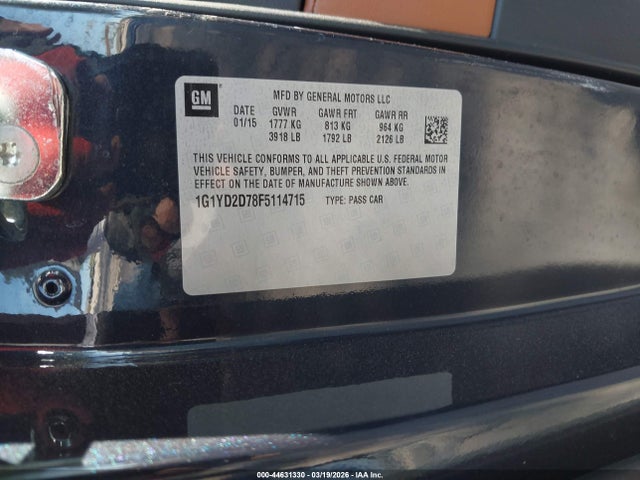 GM
MFD BY GENERAL MOTORS LLC
DATE GVWR GAWR FRT GAWR RR
01/15 1777 KG 813 KG 964 KG
3918 LB 1792 LB 2126 LB
THIS VEHICLE CONFORMS TO ALL APPLICABLE U.S. FEDERAL MOTOR
VEHICLE SAFETY, BUMPER, AND THEFT PREVENTION STANDARDS IN
EFFECT ON THE DATE OF MANUFACTURE SHOWN ABOVE.
1G1YD2D78F5114715 TYPE: PASS CAR
000-44631330 - 03/19/2026 - IAA Inc.